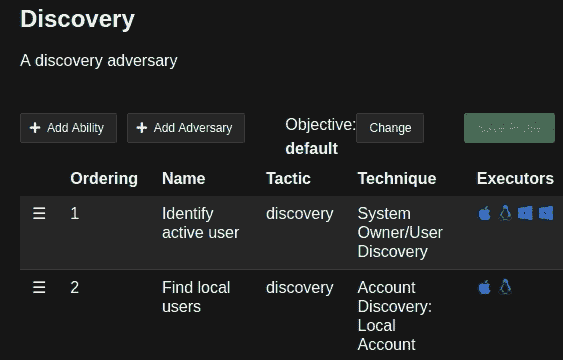 Discovery
A discovery adversary
+ Add Ability
+ Add Adversary
Objective:
default
Change
Ordering Name Tactic Technique Executors
1 Identify active user discovery System Owner/User Discovery
2 Find local users discovery Account Discovery: Local Account